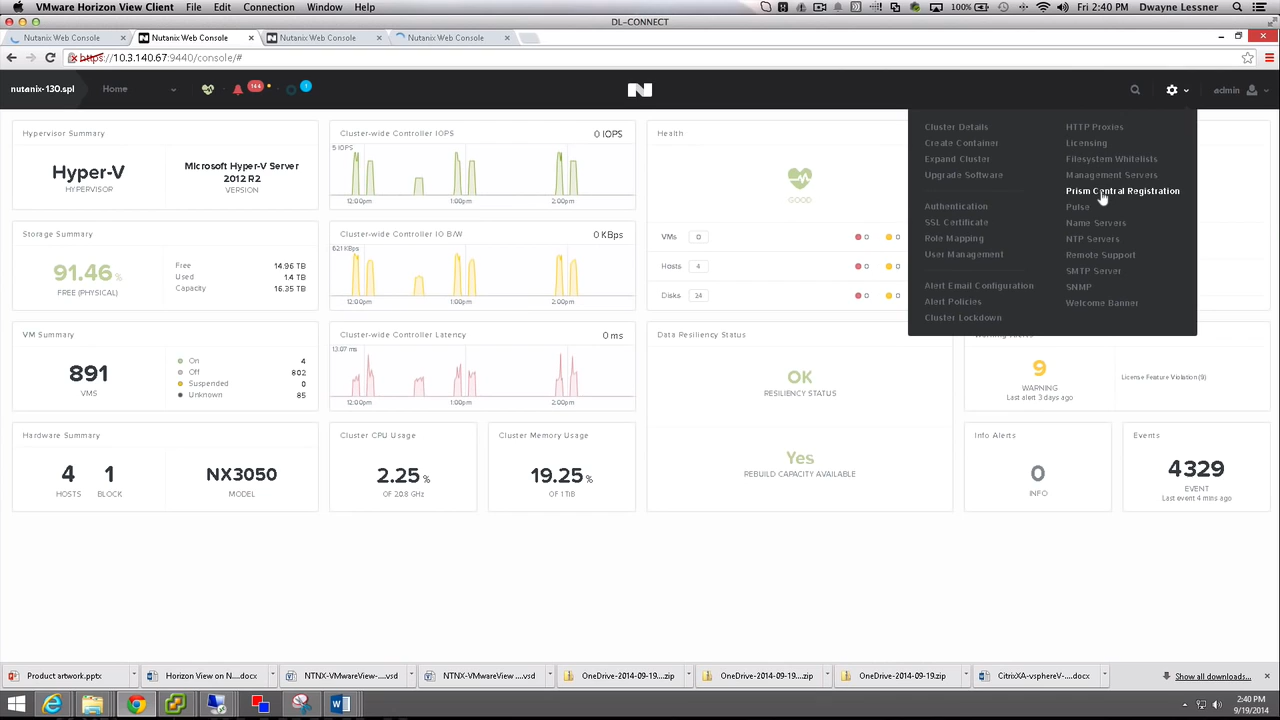 VMware Horizon View Client File Edit Connection Window Help 100% Fri 2:40 PM Dwayne Lessner
DL-CONNECT
Nutanix Web Console Nutanix Web Console Nutanix Web Console Nutanix Web Console
https://10.3.140.67:9440/console/#
nutanix-130.spl Home 1 admin
Hypervisor Summary
Hyper-V
HYPERVISOR
Microsoft Hyper-V Server
2012 R2
VERSION
Storage Summary
91.46 %
FREE (PHYSICAL)
Free 14.96 TB
Used 1.4 TB
Capacity 16.35 TB
VM Summary
891
VMS
On 4
Off 802
Suspended 0
Unknown 85
Hardware Summary
4
HOSTS
1
BLOCK
NX3050
MODEL
Cluster-wide Controller IOPS 0 IOPS
5 IOPS
12:00pm 1:00pm 2:00pm
Cluster-wide Controller IO B/W 0 KBps
621 KBps
12:00pm 1:00pm 2:00pm
Cluster-wide Controller Latency 0 ms
13.07 ms
12:00pm 1:00pm 2:00pm
Cluster CPU Usage
2.25 %
OF 20.8 GHz
Cluster Memory Usage
19.25 %
OF 1 TiB
Health
GOOD
VMs 0 0 0
Hosts 4 0 0
Disks 24 0 0
Data Resiliency Status
OK
RESILIENCY STATUS
Yes
REBUILD CAPACITY AVAILABLE
Cluster Details
Create Container
Expand Cluster
Upgrade Software
Authentication
SSL Certificate
Role Mapping
User Management
Alert Email Configuration
Alert Policies
Cluster Lockdown
HTTP Proxies
Licensing
Filesystem Whitelists
Management Servers
Prism Central Registration
Pulse
Name Servers
NTP Servers
Remote Support
SMTP Server
SNMP
Welcome Banner
Warning Alerts
9
WARNING
Last alert 3 days ago
License Feature Violation (9)
Info Alerts
0
INFO
Events
4329
EVENT
Last event 4 mins ago
Product artwork.pptx Horizon View on N....docx NTNX-VMwareView-....vsd NTNX-VMwareView ....vsd OneDrive-2014-09-19....zip OneDrive-2014-09-19....zip OneDrive-2014-09-19.zip CitrixXA-vsphereV-....docx Show all downloads...
2:40 PM
9/19/2014